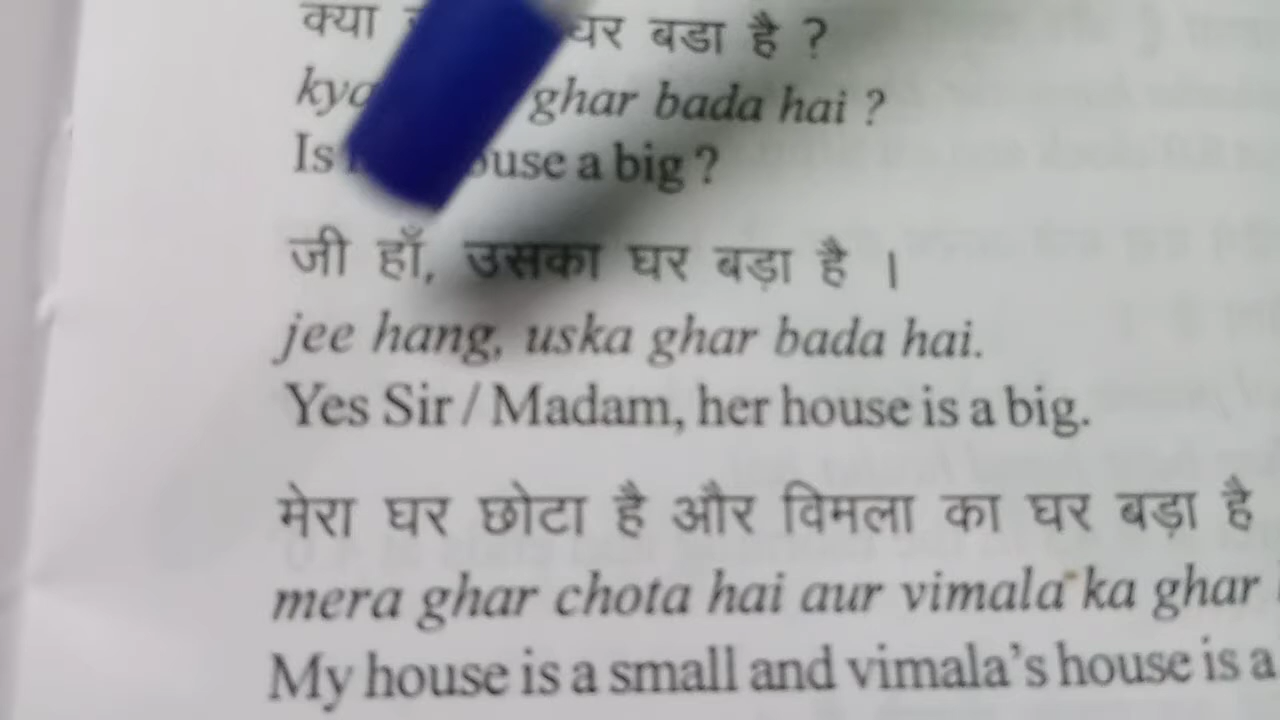 क्या घर बडा है ?
ghar bada hai ?
Is a big ?
जी हाँ, उसका घर बड़ा है ।
jee hang, uska ghar bada hai.
Yes Sir / Madam, her house is a big.
मेरा घर छोटा है और विमला का घर बड़ा है
mera ghar chota hai aur vimala ka ghar
My house is a small and vimala's house is a